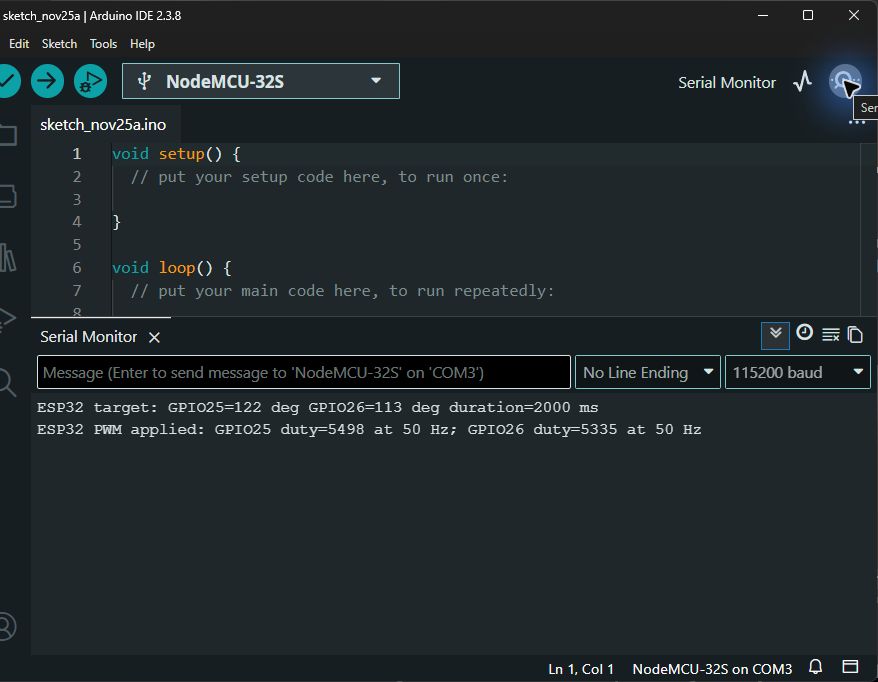 sketch_nov25a | Arduino IDE 2.3.8
Edit Sketch Tools Help
NodeMCU-32S
Serial Monitor
Ser
sketch_nov25a.ino
1 void setup() {
2 // put your setup code here, to run once:
3
4 }
5
6 void loop() {
7 // put your main code here, to run repeatedly:
8
Serial Monitor
Message (Enter to send message to 'NodeMCU-32S' on 'COM3')
No Line Ending
115200 baud
ESP32 target: GPIO25=122 deg GPIO26=113 deg duration=2000 ms
ESP32 PWM applied: GPIO25 duty=5498 at 50 Hz; GPIO26 duty=5335 at 50 Hz
Ln 1, Col 1 NodeMCU-32S on COM3